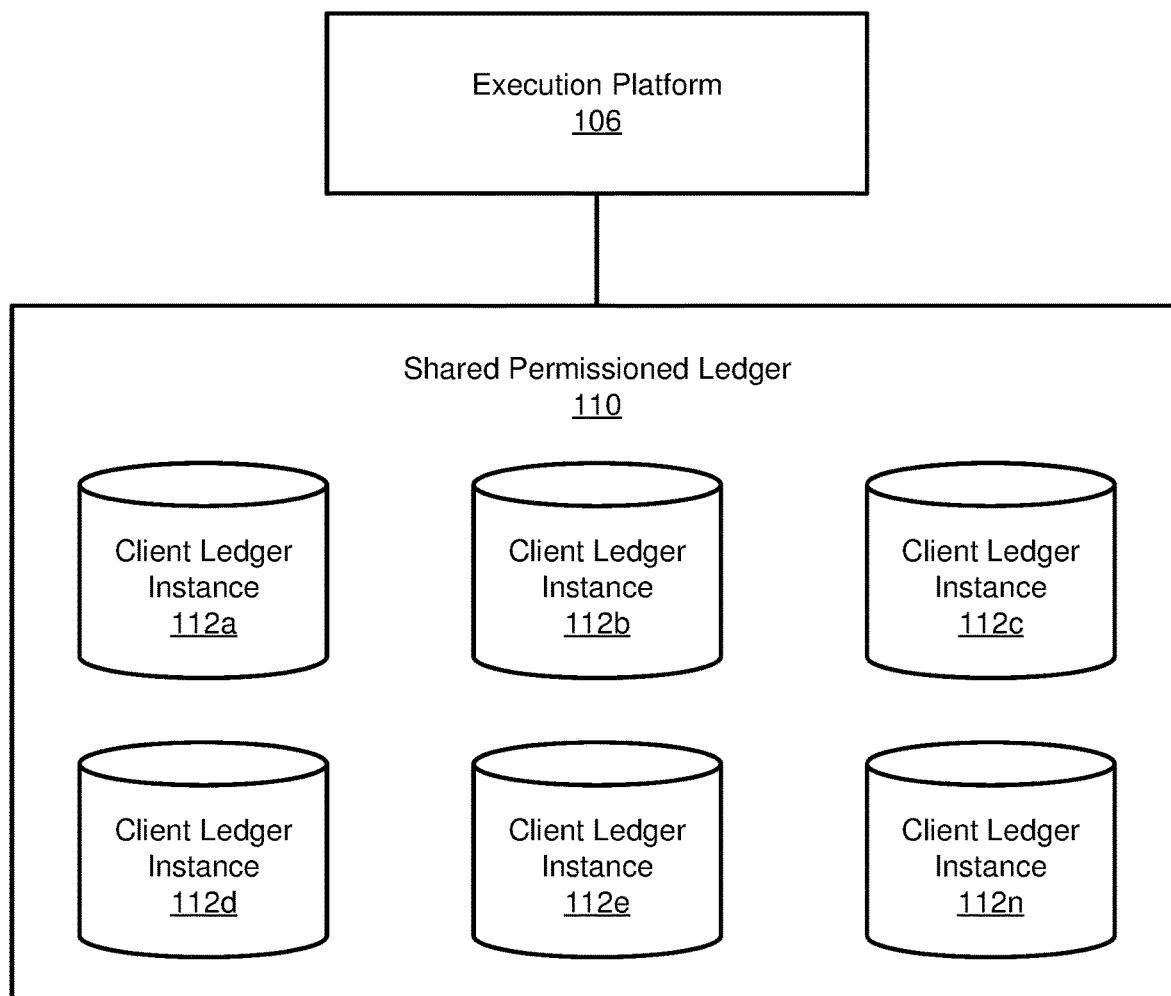 Execution Platform
106
Shared Permissioned Ledger
110
Client Ledger
Instance
112a
Client Ledger
Instance
112b
Client Ledger
Instance
112c
Client Ledger
Instance
112d
Client Ledger
Instance
112e
Client Ledger
Instance
112n